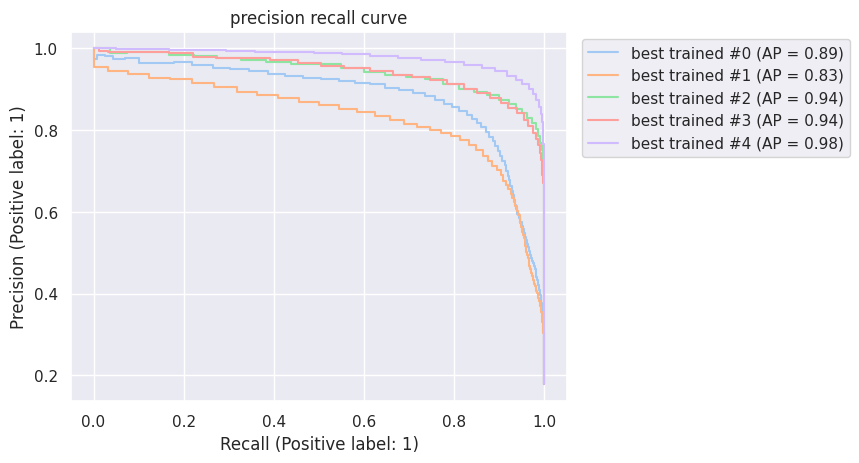 precision recall curve
1.0
0.8
0.6
0.4
0.2
Precision (Positive label: 1)
0.0
0.2
0.4
0.6
0.8
1.0
Recall (Positive label: 1)
best trained #0 (AP = 0.89)
best trained #1 (AP = 0.83)
best trained #2 (AP = 0.94)
best trained #3 (AP = 0.94)
best trained #4 (AP = 0.98)